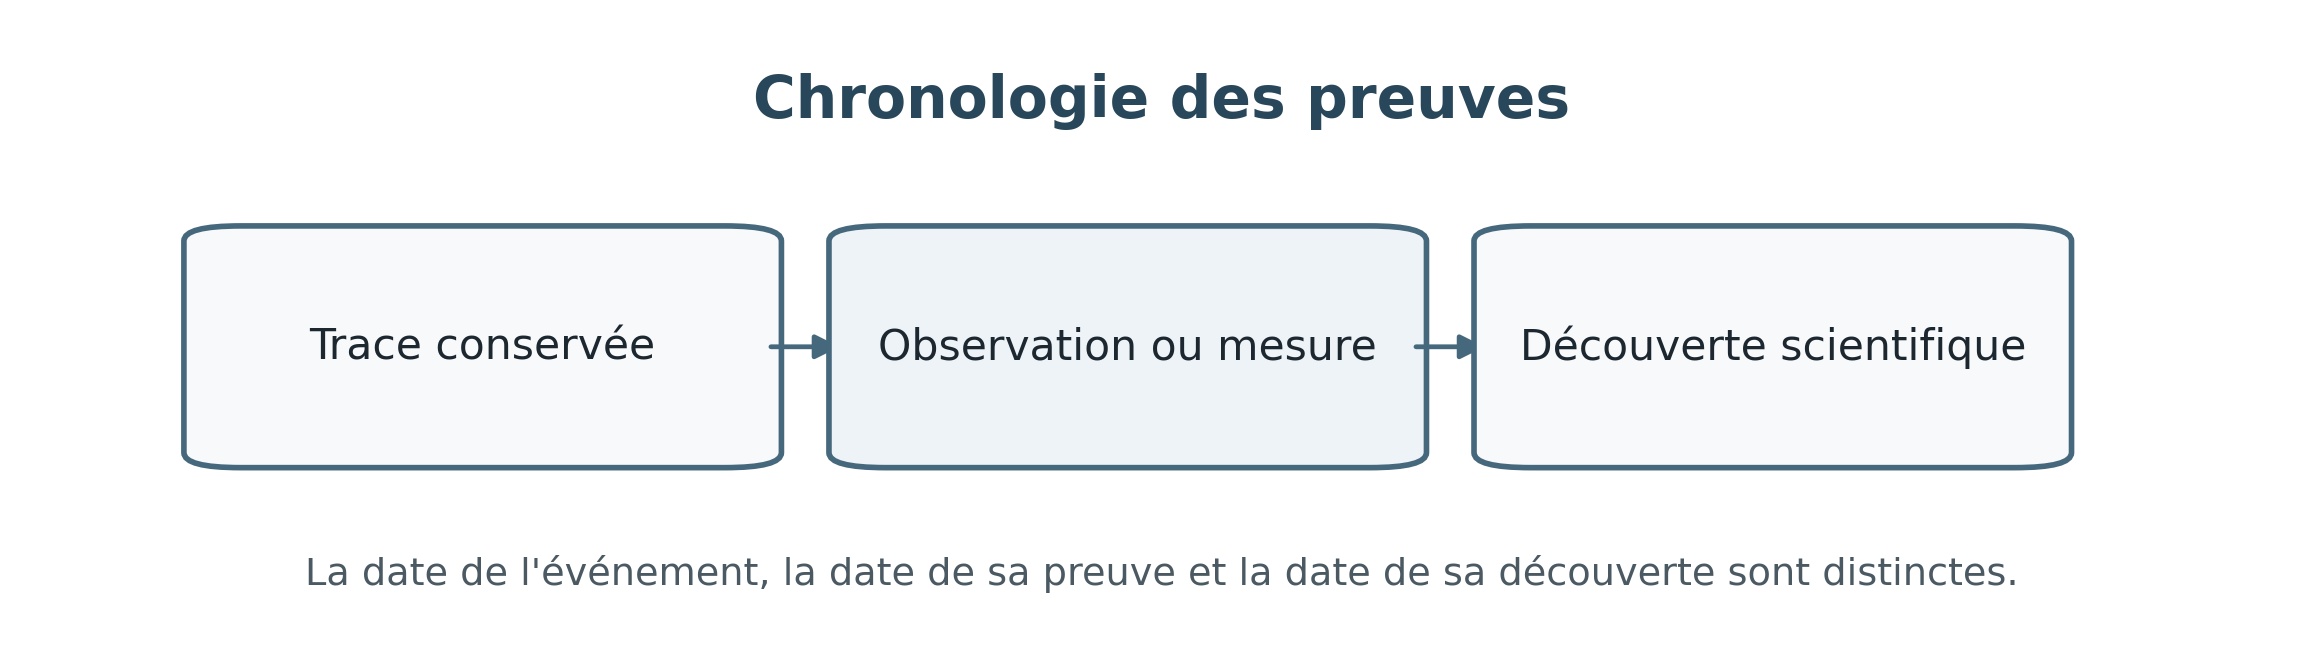 Chronologie des preuves
Trace conservée
Observation ou mesure
Découverte scientifique
La date de l'événement, la date de sa preuve et la date de sa découverte sont distinctes.